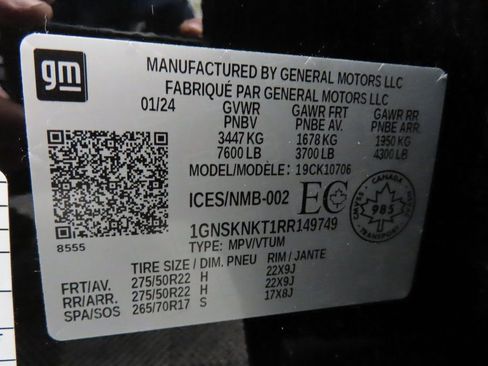 gm
MANUFACTURED BY GENERAL MOTORS LLC
FABRIQUÉ PAR GENERAL MOTORS LLC
01/24 GVWR GAWR FRT GAWR RR
PNBV PNBE AV. PNBE ARR.
3447 KG 1678 KG 1950 KG
7600 LB 3700 LB 4300 LB
MODEL/MODÈLE: 19CK10706
ICES/NMB-002 EC CANADA 985
8555
1GNSKNKT1RR149749
TYPE: MPV/VTUM
TIRE SIZE / DIM. PNEU RIM / JANTE
FRT/AV. 275/50R22 H 22X9J
RR/ARR. 275/50R22 H 22X9J
SPA/SOS 265/70R17 S 17X8J